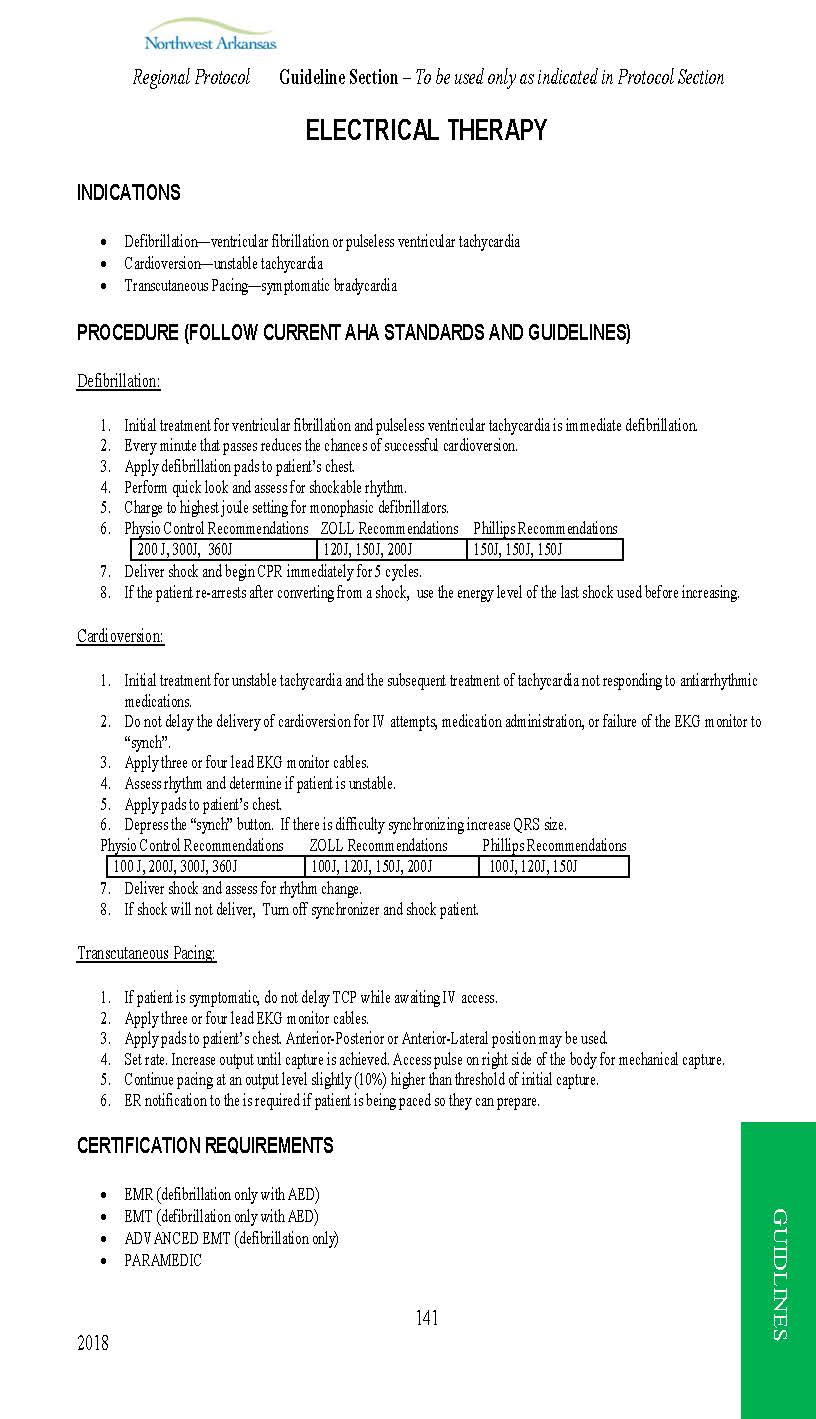 Northwest Arkansas
Regional Protocol Guideline Section – To be used only as indicated in Protocol Section
ELECTRICAL THERAPY
INDICATIONS
• Defibrillation—ventricular fibrillation or pulseless ventricular tachycardia
• Cardioversion—unstable tachycardia
• Transcutaneous Pacing—symptomatic bradycardia
PROCEDURE (FOLLOW CURRENT AHA STANDARDS AND GUIDELINES)
Defibrillation:
1. Initial treatment for ventricular fibrillation and pulseless ventricular tachycardia is immediate defibrillation.
2. Every minute that passes reduces the chances of successful cardioversion.
3. Apply defibrillation pads to patient's chest.
4. Perform quick look and assess for shockable rhythm.
5. Charge to highest joule setting for monophasic defibrillators.
6. Physio Control Recommendations ZOLL Recommendations Phillips Recommendations
200 J, 300J, 360J 120J, 150J, 200J 150J, 150J, 150J
7. Deliver shock and begin CPR immediately for 5 cycles.
8. If the patient re-arrests after converting from a shock, use the energy level of the last shock used before increasing.
Cardioversion:
1. Initial treatment for unstable tachycardia and the subsequent treatment of tachycardia not responding to antiarrhythmic
medications.
2. Do not delay the delivery of cardioversion for IV attempts, medication administration, or failure of the EKG monitor to
“synch”.
3. Apply three or four lead EKG monitor cables.
4. Assess rhythm and determine if patient is unstable.
5. Apply pads to patient's chest.
6. Depress the “synch” button. If there is difficulty synchronizing increase QRS size.
Physio Control Recommendations ZOLL Recommendations Phillips Recommendations
100 J, 200J, 300J, 360J 100J, 120J, 150J, 200J 100J, 120J, 150J
7. Deliver shock and assess for rhythm change.
8. If shock will not deliver, Turn off synchronizer and shock patient.
Transcutaneous Pacing:
1. If patient is symptomatic, do not delay TCP while awaiting IV access.
2. Apply three or four lead EKG monitor cables.
3. Apply pads to patient's chest. Anterior-Posterior or Anterior-Lateral position may be used.
4. Set rate. Increase output until capture is achieved. Access pulse on right side of the body for mechanical capture.
5. Continue pacing at an output level slightly (10%) higher than threshold of initial capture.
6. ER notification to the is required if patient is being paced so they can prepare.
CERTIFICATION REQUIREMENTS
• EMR (defibrillation only with AED)
• EMT (defibrillation only with AED)
• ADVANCED EMT (defibrillation only)
• PARAMEDIC
GUIDLINES
141
2018